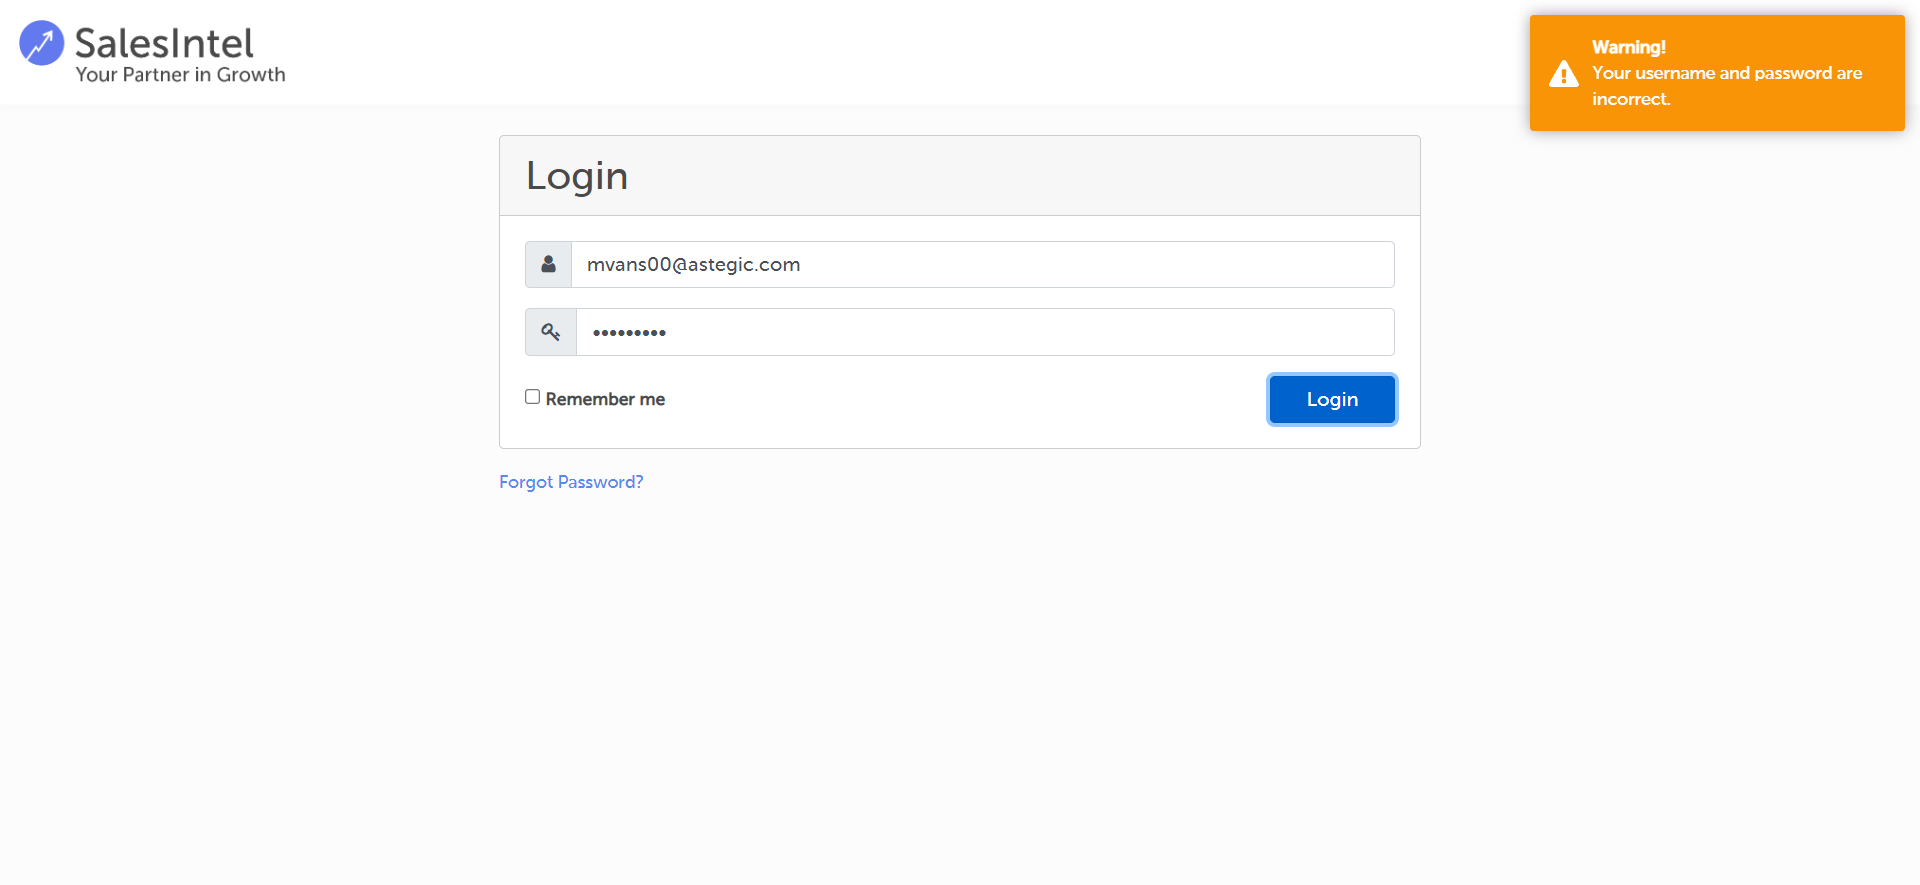 SalesIntel
Your Partner in Growth
Warning!
Your username and password are
incorrect.
Login
mvans00@astegic.com
•••••••••
Remember me
Login
Forgot Password?